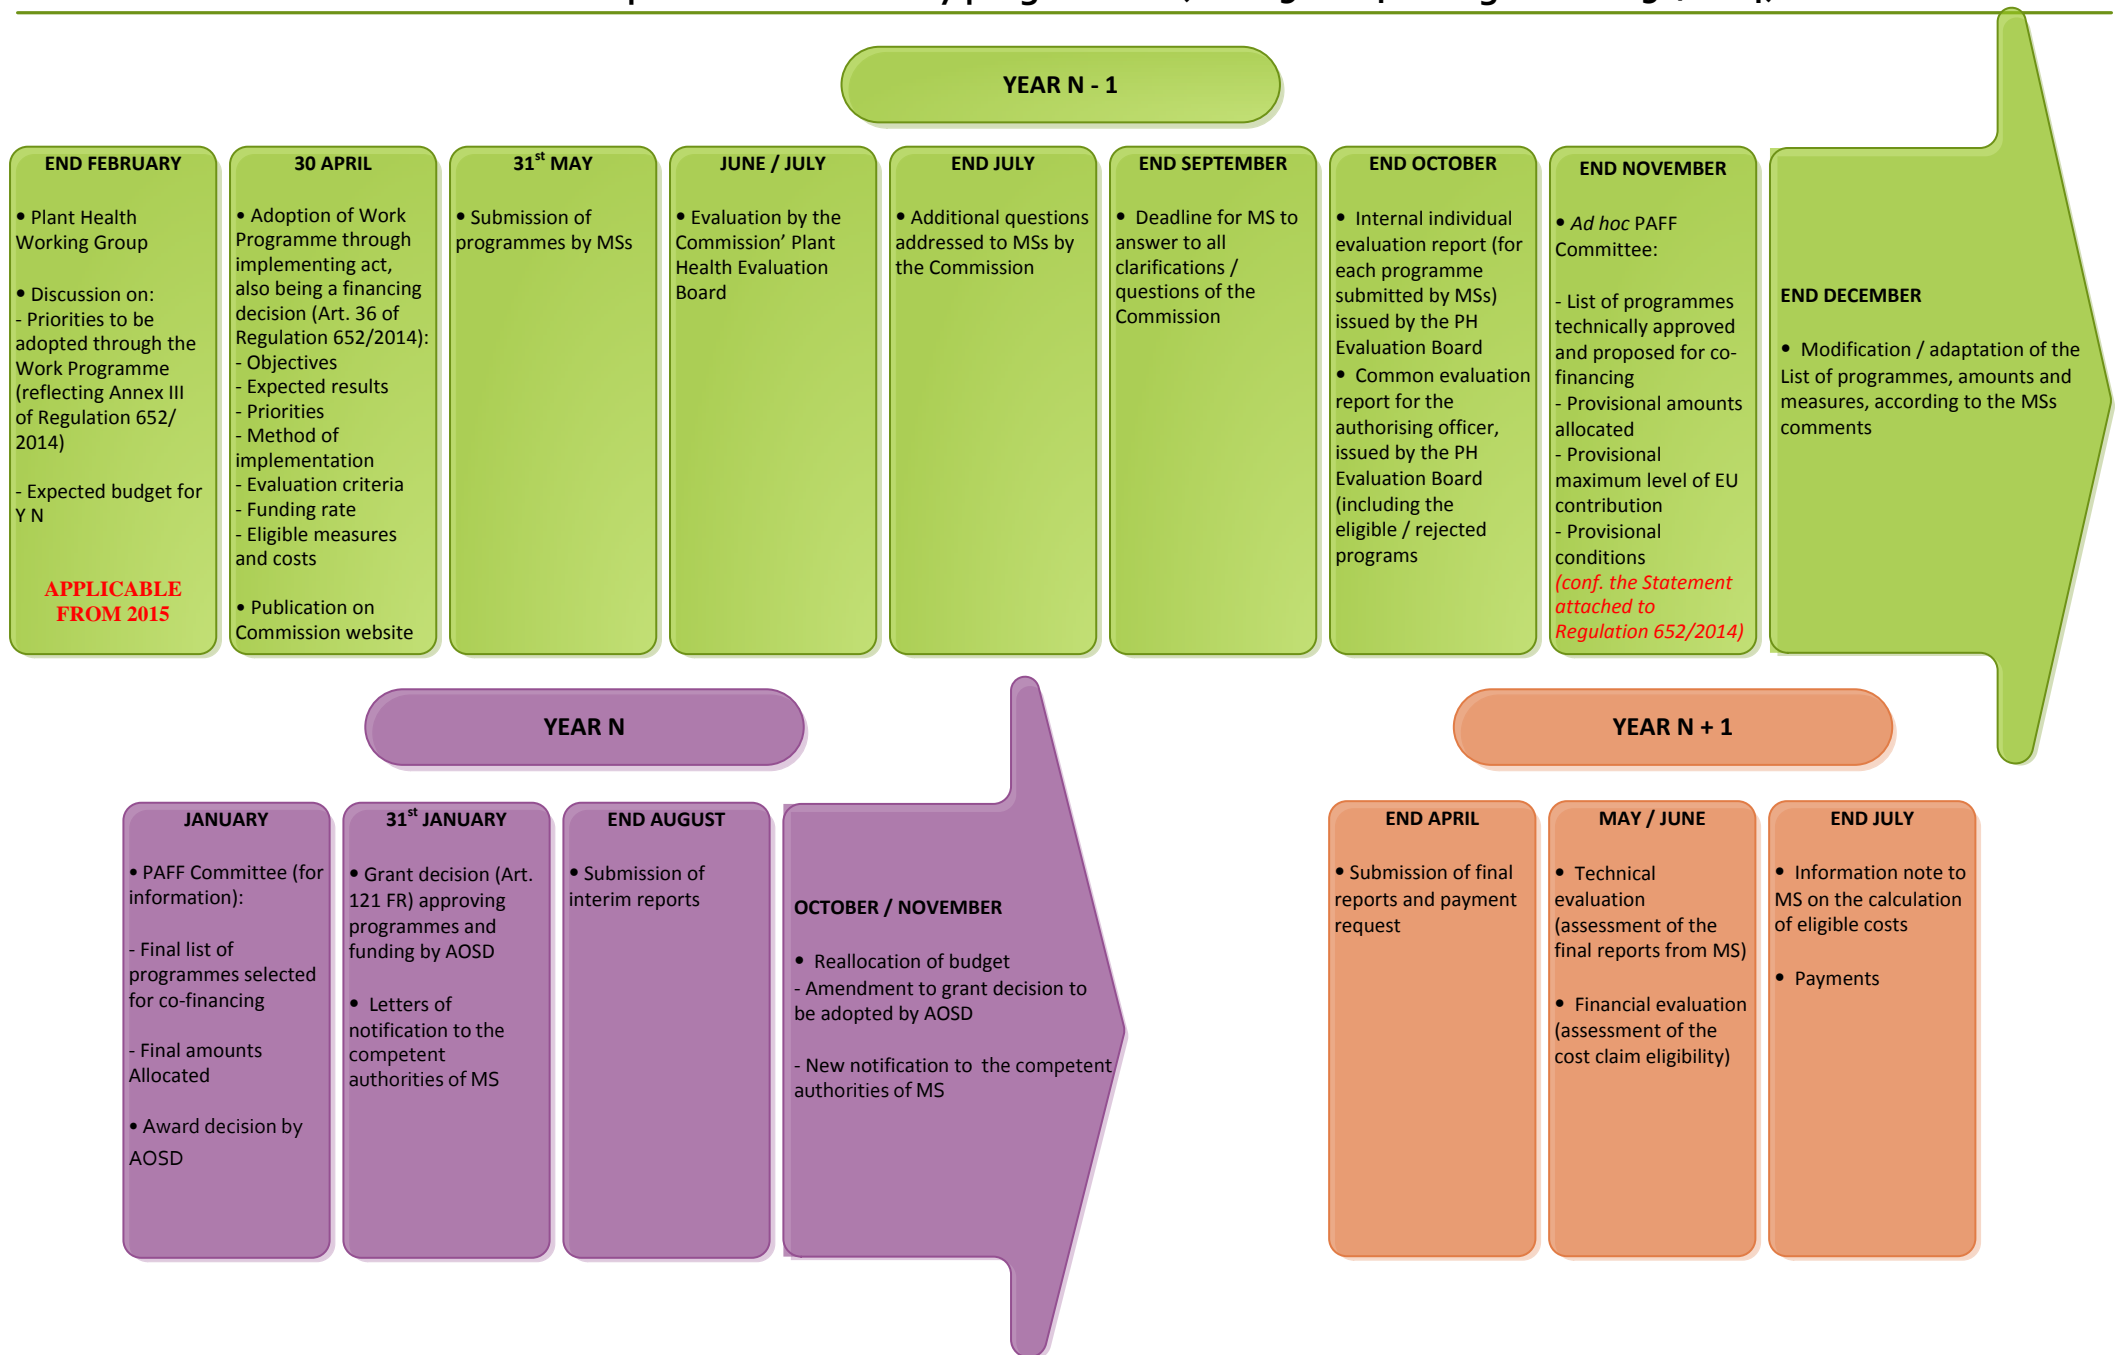 YEAR N - 1
END FEBRUARY
• Plant Health
Working Group
• Discussion on:
- Priorities to be
adopted through the
Work Programme
(reflecting Annex III
of Regulation 652/
2014)
- Expected budget for
Y N
APPLICABLE
FROM 2015
30 APRIL
• Adoption of Work
Programme through
implementing act,
also being a financing
decision (Art. 36 of
Regulation 652/2014):
- Objectives
- Expected results
- Priorities
- Method of
implementation
- Evaluation criteria
- Funding rate
- Eligible measures
and costs
• Publication on
Commission website
31st MAY
• Submission of
programmes by MSs
JUNE / JULY
• Evaluation by the
Commission’ Plant
Health Evaluation
Board
END JULY
• Additional questions
addressed to MSs by
the Commission
END SEPTEMBER
• Deadline for MS to
answer to all
clarifications /
questions of the
Commission
END OCTOBER
• Internal individual
evaluation report (for
each programme
submitted by MSs)
issued by the PH
Evaluation Board
• Common evaluation
report for the
authorising officer,
issued by the PH
Evaluation Board
(including the
eligible / rejected
programs
END NOVEMBER
• Ad hoc PAFF
Committee:
- List of programmes
technically approved
and proposed for co-
financing
- Provisional amounts
allocated
- Provisional
maximum level of EU
contribution
- Provisional
conditions
(conf. the Statement
attached to
Regulation 652/2014)
END DECEMBER
• Modification / adaptation of the
List of programmes, amounts and
measures, according to the MSs
comments
YEAR N
JANUARY
• PAFF Committee (for
information):
- Final list of
programmes selected
for co-financing
- Final amounts
Allocated
• Award decision by
AOSD
31st JANUARY
• Grant decision (Art.
121 FR) approving
programmes and
funding by AOSD
• Letters of
notification to the
competent
authorities of MS
END AUGUST
• Submission of
interim reports
OCTOBER / NOVEMBER
• Reallocation of budget
- Amendment to grant decision to
be adopted by AOSD
- New notification to the competent
authorities of MS
YEAR N + 1
END APRIL
• Submission of final
reports and payment
request
MAY / JUNE
• Technical
evaluation
(assessment of the
final reports from MS)
• Financial evaluation
(assessment of the
cost claim eligibility)
END JULY
• Information note to
MS on the calculation
of eligible costs
• Payments